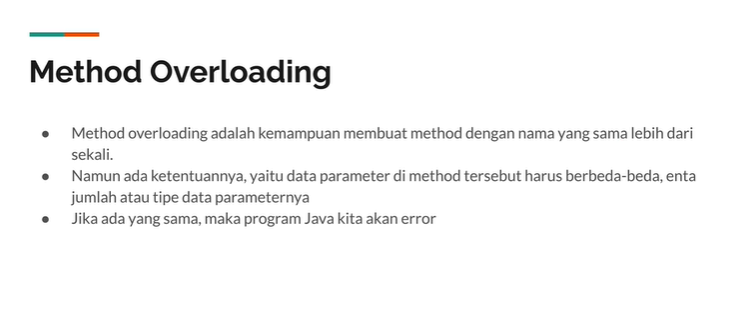 Method Overloading
● Method overloading adalah kemampuan membuat method dengan nama yang sama lebih dari
sekali.
● Namun ada ketentuannya, yaitu data parameter di method tersebut harus berbeda-beda, enta
jumlah atau tipe data parameternya
● Jika ada yang sama, maka program Java kita akan error